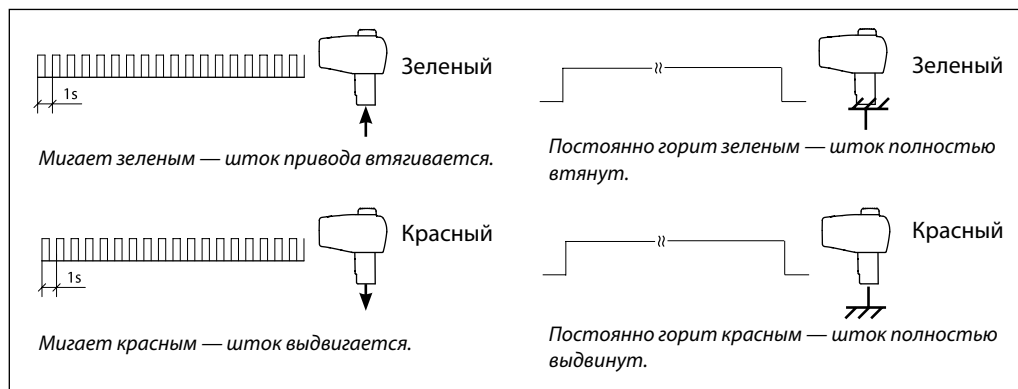 Зеленый
1s
Мигает зеленым — шток привода втягивается.
Зеленый
Постоянно горит зеленым — шток полностью
втянут.
Красный
1s
Мигает красным — шток выдвигается.
Красный
Постоянно горит красным — шток полностью
выдвинут.